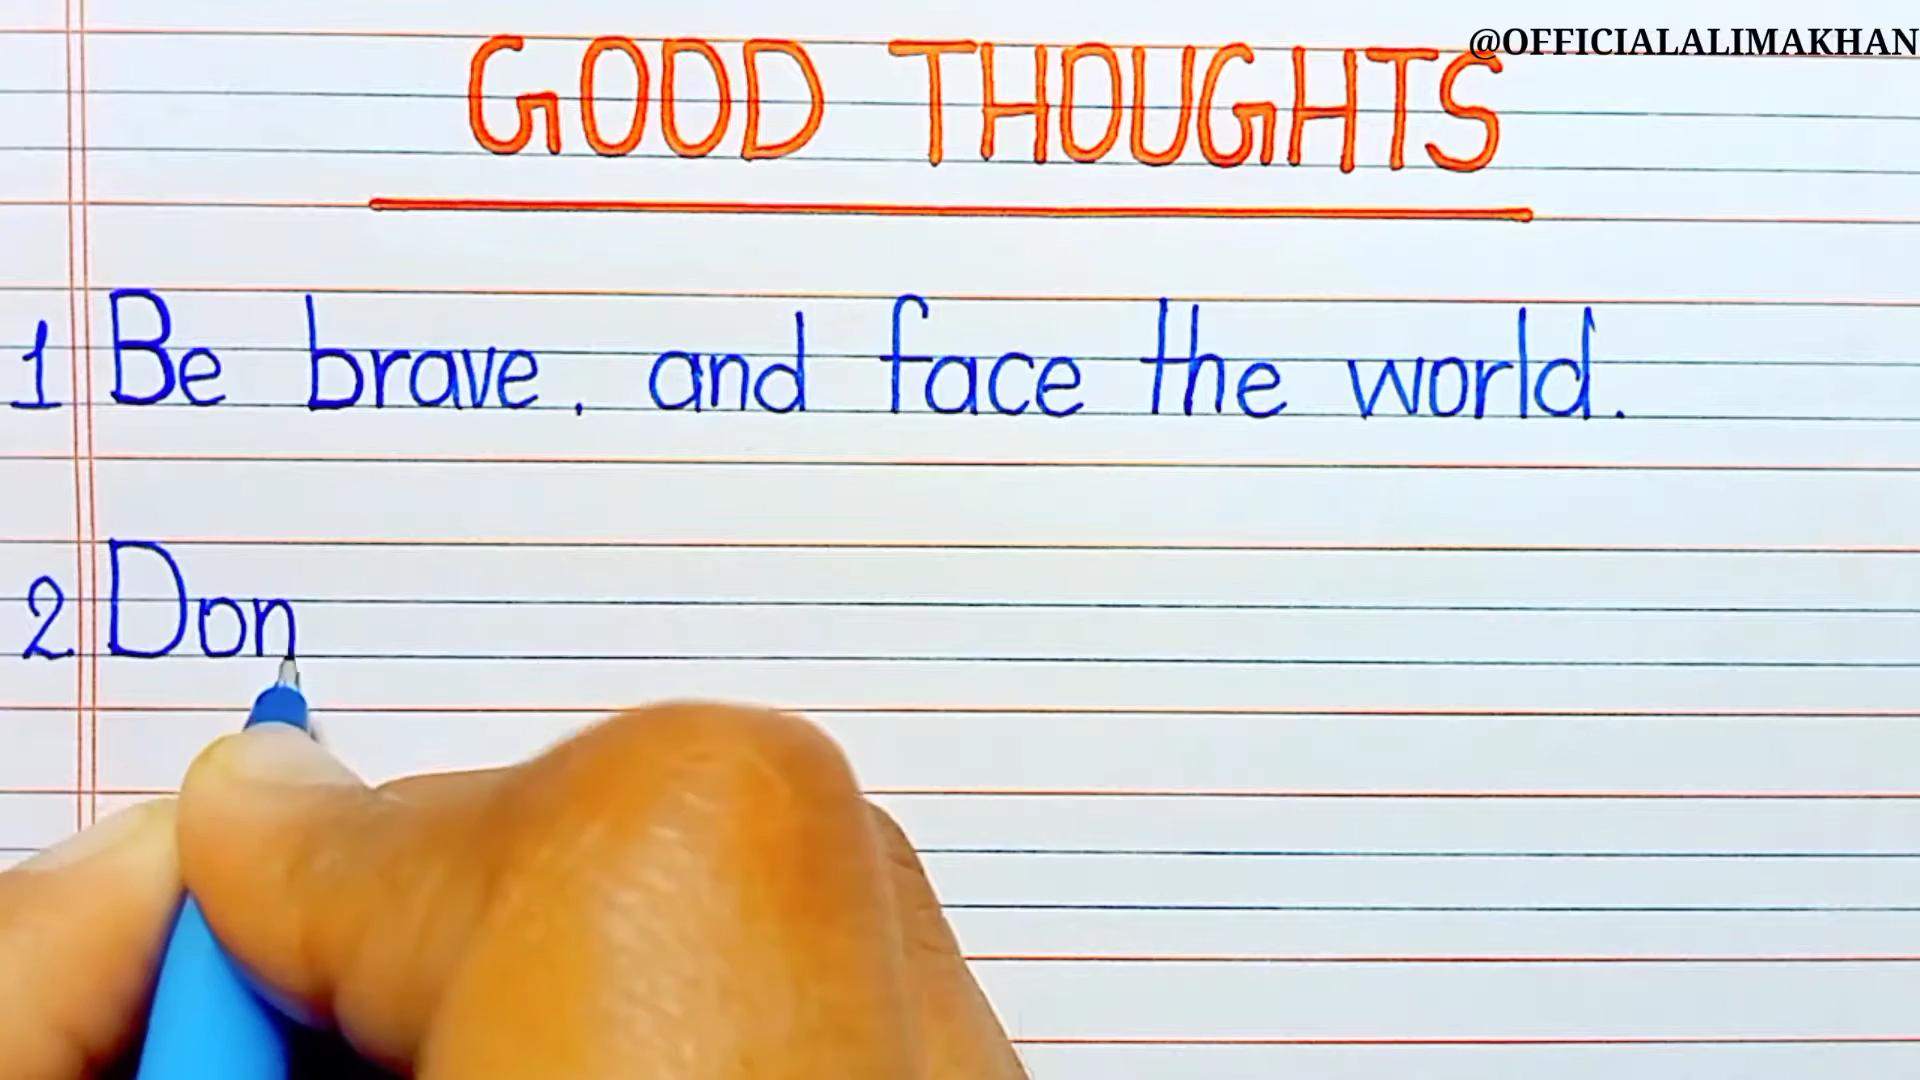 @OFFICIALALIMAKHAN
GOOD THOUGHTS
1 Be brave, and face the world.
2. Don